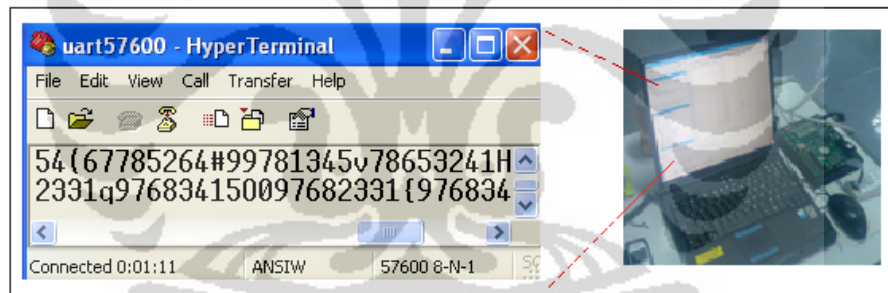 uart57600 - HyperTerminal
File Edit View Call Transfer Help
54{67785264#99781345v78653241H
2331q976834150097682331{976834
Connected 0:01:11 ANSIW 57600 8-N-1